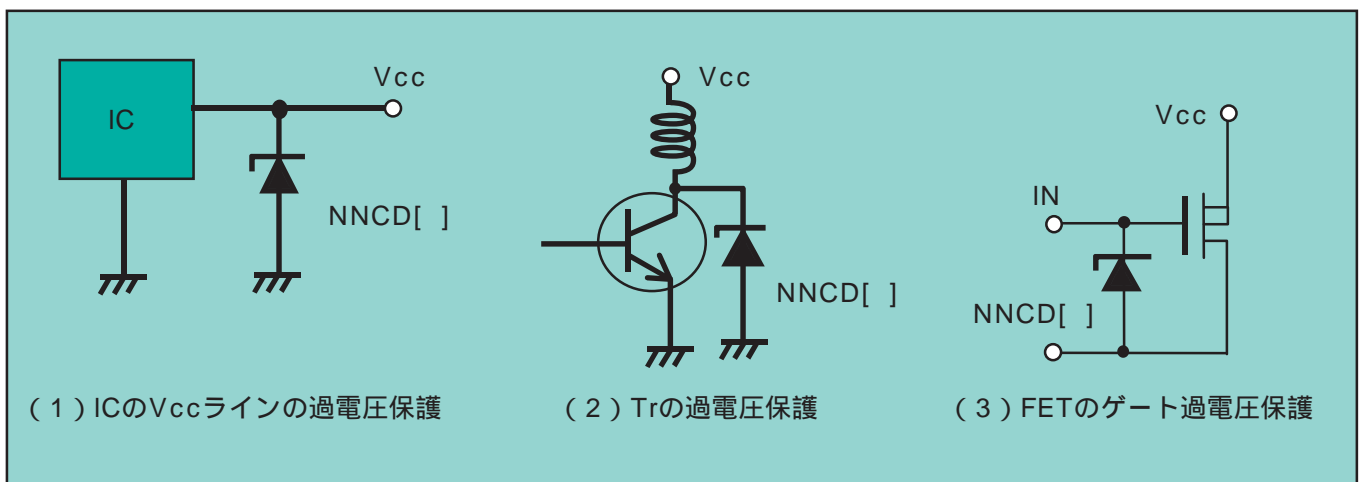 IC
Vcc
NNCD[ ]
（1）ICのVccラインの過電圧保護
Vcc
NNCD[ ]
（2）Trの過電圧保護
Vcc
IN
NNCD[ ]
（3）FETのゲート過電圧保護